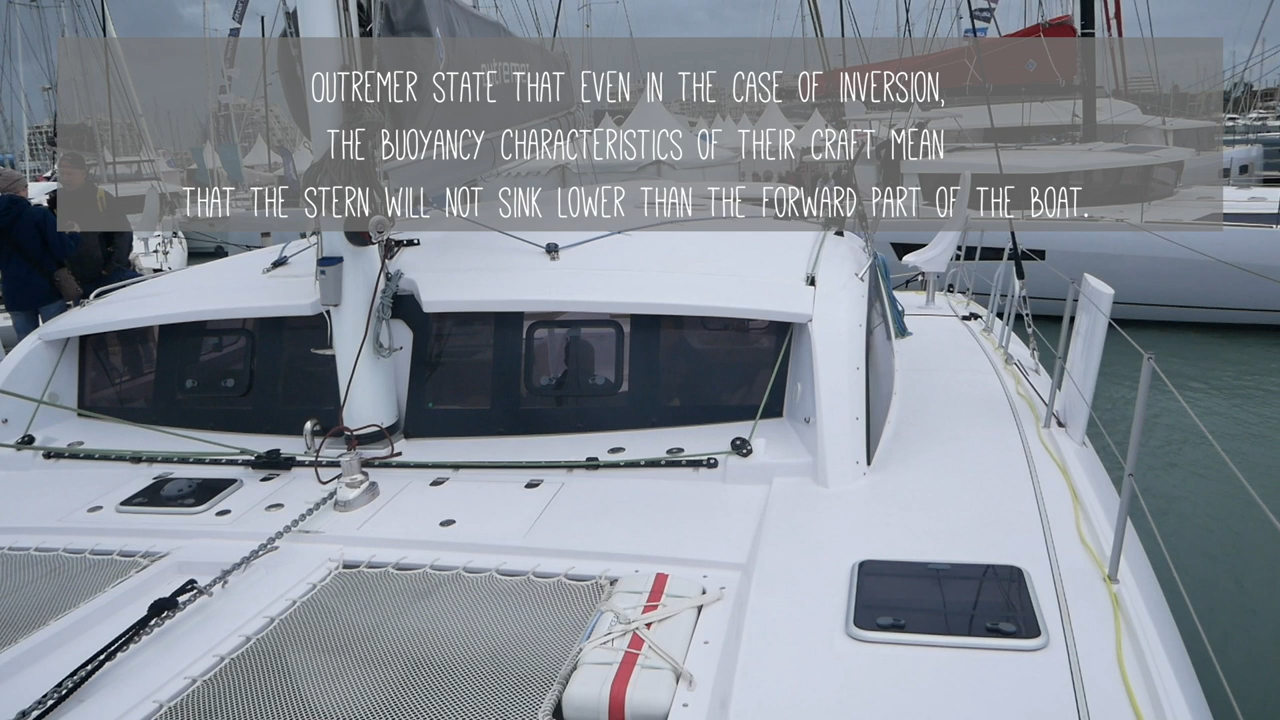 OUTREMER STATE THAT EVEN IN THE CASE OF INVERSION,
THE BUOYANCY CHARACTERISTICS OF THEIR CRAFT MEAN
THAT THE STERN WILL NOT SINK LOWER THAN THE FORWARD PART OF THE BOAT.
outremer